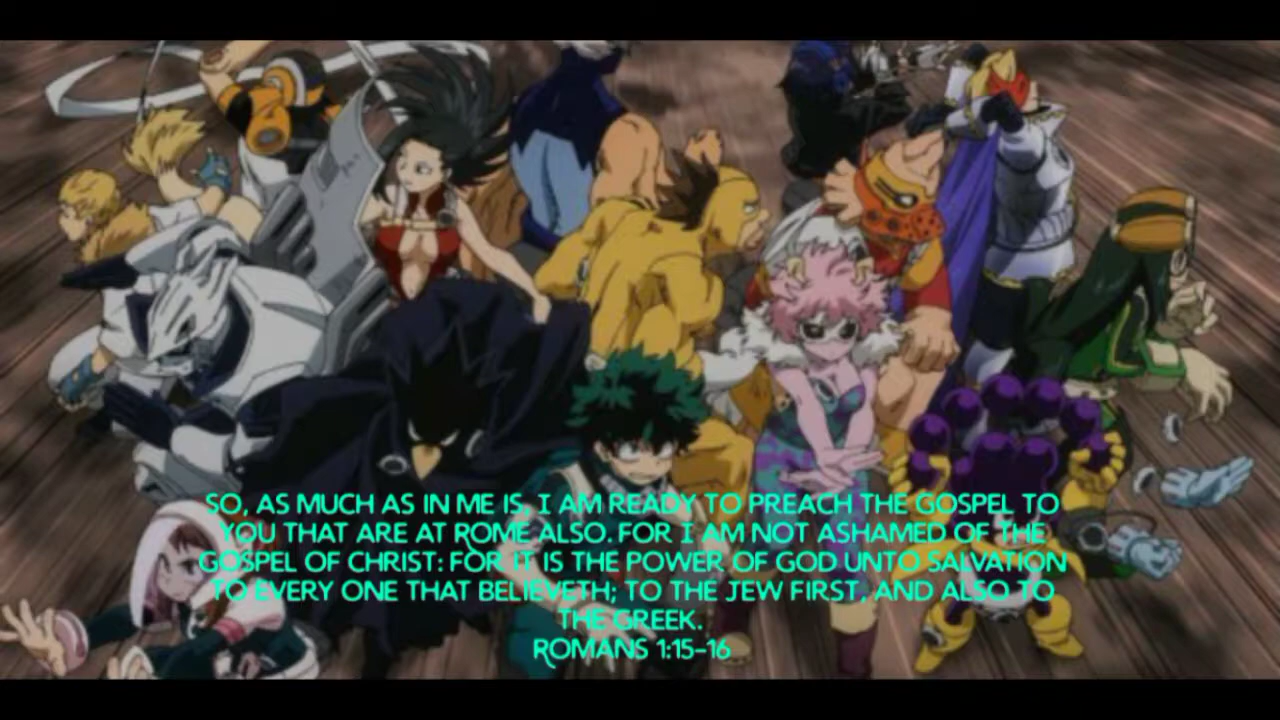 SO, AS MUCH AS IN ME IS, I AM READY TO PREACH THE GOSPEL TO
YOU THAT ARE AT ROME ALSO. FOR I AM NOT ASHAMED OF THE
GOSPEL OF CHRIST: FOR IT IS THE POWER OF GOD UNTO SALVATION
TO EVERY ONE THAT BELIEVETH; TO THE JEW FIRST, AND ALSO TO
THE GREEK.
ROMANS 1:15-16